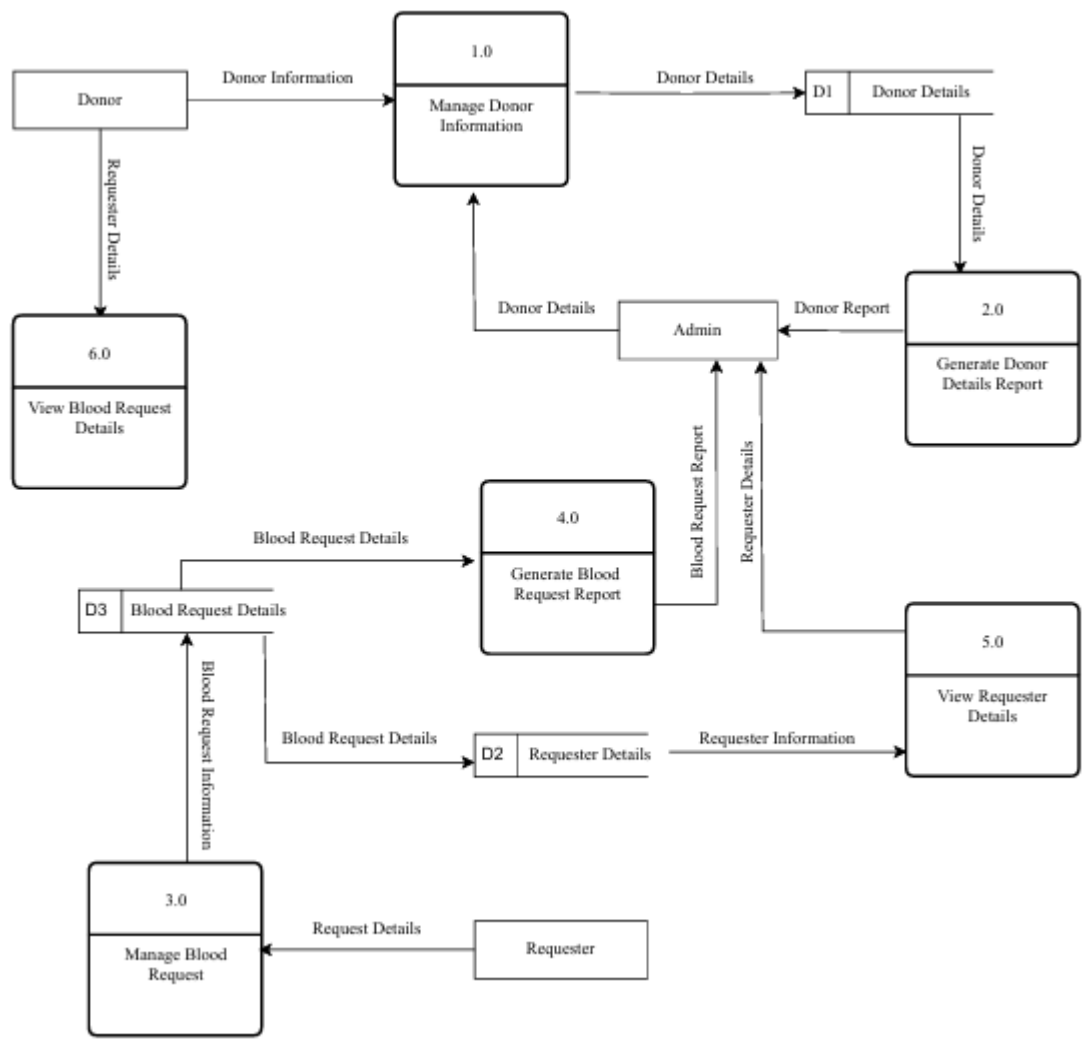 1.0
Manage Donor
Information
Donor Information
Donor
Donor Details
D1
Donor Details
Requester Details
Donor Details
Donor Details
Admin
Donor Report
2.0
Generate Donor
Details Report
6.0
View Blood Request
Details
Blood Request Report
Requester Details
4.0
Generate Blood
Request Report
Blood Request Details
D3
Blood Request Details
5.0
View Requester
Details
Blood Request Information
Blood Request Details
D2
Requester Details
Requester Information
3.0
Manage Blood
Request
Request Details
Requester